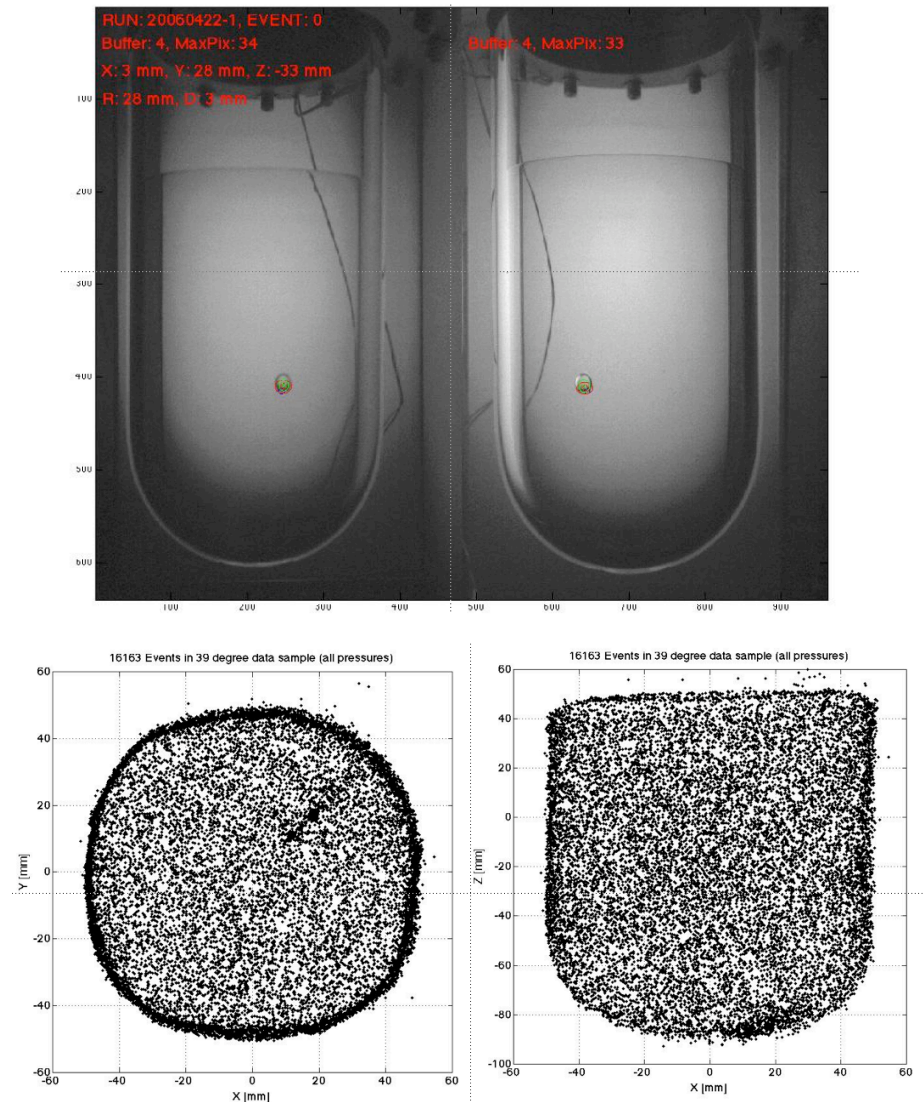 RUN: 20060422-1, EVENT: 0
Buffer: 4, MaxPix: 34
Buffer: 4, MaxPix: 33
X: 3 mm, Y: 28 mm, Z: -33 mm
R: 28 mm, D: 3 mm
100
200
300
400
500
600
100 200 300 400 500 600 700 800 900
16163 Events in 39 degree data sample (all pressures)
60
40
20
0
-20
-40
-60
Y [mm]
-60 -40 -20 0 20 40 60
X [mm]
16163 Events in 39 degree data sample (all pressures)
60
40
20
0
-20
-40
-60
-80
-100
Z [mm]
-60 -40 -20 0 20 40 60
X [mm]